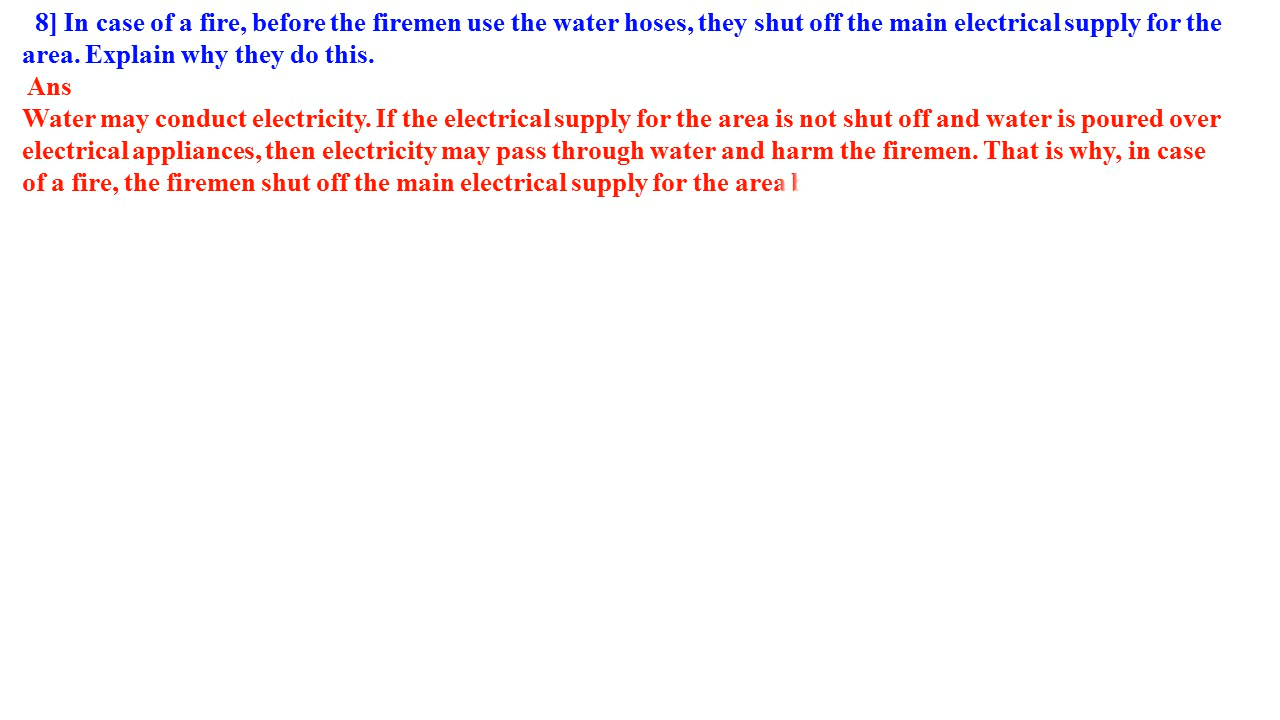 8] In case of a fire, before the firemen use the water hoses, they shut off the main electrical supply for the
area. Explain why they do this.
Ans
Water may conduct electricity. If the electrical supply for the area is not shut off and water is poured over
electrical appliances, then electricity may pass through water and harm the firemen. That is why, in case
of a fire, the firemen shut off the main electrical supply for the area